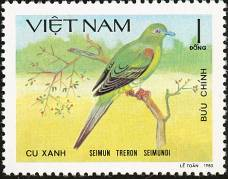 VIỆT NAM
1
ĐỒNG
BƯU CHÍNH
CU XANH SEIMUN TRERON SEIMUNDI
LÊ TOÀN 1980